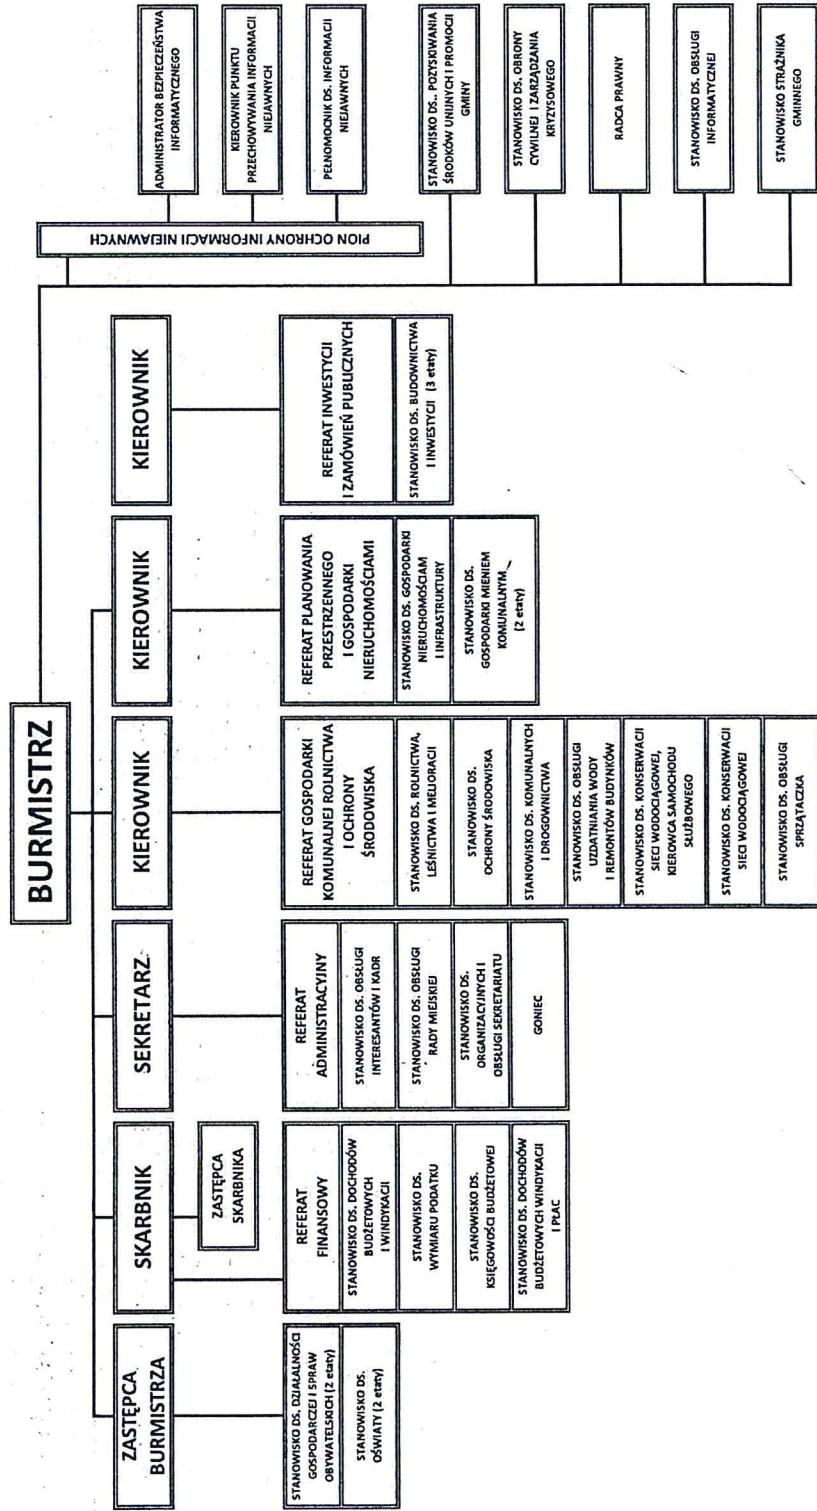 BURMISTRZ
ZASTĘPCA
BURMISTRZA
STANOWISKO DS. DZIAŁALNOŚCI
GOSPODARCZEJ I SPRAW
OBYWATELSKICH (2 etaty)
STANOWISKO DS.
OŚWIATY (2 etaty)
SKARBNIK
ZASTĘPCA
SKARBNIKA
REFERAT
FINANSOWY
STANOWISKO DS. DOCHODÓW
BUDŻETOWYCH
I WINDYKACJI
STANOWISKO DS.
WYMIARU PODATKU
STANOWISKO DS.
KSIĘGOWOŚCI BUDŻETOWEJ
STANOWISKO DS. DOCHODÓW
BUDŻETOWYCH WINDYKACJI
I PŁAC
SEKRETARZ
REFERAT
ADMINISTRACYJNY
STANOWISKO DS. OBSŁUGI
INTERESANTÓW I KADR
STANOWISKO DS. OBSŁUGI
RADY MIEJSKIEJ
STANOWISKO DS.
ORGANIZACYJNYCH I
OBSŁUGI SEKRETARIATU
GONIEC
KIEROWNIK
REFERAT GOSPODARKI
KOMUNALNEJ ROLNICTWA
I OCHRONY
ŚRODOWISKA
STANOWISKO DS. ROLNICTWA,
LEŚNICTWA I MELIORACJI
STANOWISKO DS.
OCHRONY ŚRODOWISKA
STANOWISKO DS. KOMUNALNYCH
I DROGOWNICTWA
STANOWISKO DS. OBSŁUGI
UZDATNIANIA WODY
I REMONTÓW BUDYNKÓW
STANOWISKO DS. KONSERWACJI
SIECI WODOCIĄGOWEJ,
KIEROWCA SAMOCHODU
SŁUŻBOWEGO
STANOWISKO DS. KONSERWACJI
SIECI WODOCIĄGOWEJ
STANOWISKO DS. OBSŁUGI
SPRZĄTACZKA
KIEROWNIK
REFERAT PLANOWANIA
PRZESTRZENNEGO
I GOSPODARKI
NIERUCHOMOŚCIAMI
STANOWISKO DS. GOSPODARKI
NIERUCHOMOŚCIAM
I INFRASTRUKTURY
STANOWISKO DS.
GOSPODARKI MIENIEM
KOMUNALNYM
(2 etaty)
KIEROWNIK
REFERAT INWESTYCJI
I ZAMÓWIEŃ PUBLICZNYCH
STANOWISKO DS. BUDOWNICTWA
I INWESTYCJI (3 etaty)
PION OCHRONY INFORMACJI NIEJAWNYCH
ADMINISTRATOR BEZPIECZEŃSTWA
INFORMATYCZNEGO
KIEROWNIK PUNKTU
PRZECHOWYWANIA INFORMACJI
NIEJAWNYCH
PEŁNOMOCNIK DS. INFORMACJI
NIEJAWNYCH
STANOWISKO DS.. POZYSKIWANIA
ŚRODKÓW UNIJNYCH I PROMOCJI
GMINY
STANOWISKO DS. OBRONY
CYWILNEJ I ZARZĄDZANIA
KRYZYSOWEGO
RADCA PRAWNY
STANOWISKO DS. OBSŁUGI
INFORMATYCZNEJ
STANOWISKO STRAŻNIKA
GMINNEGO